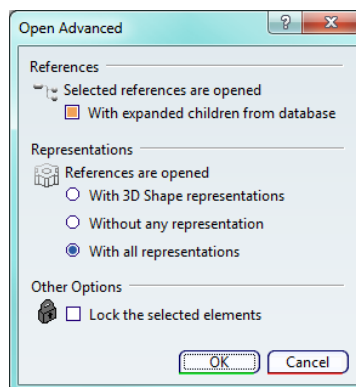 Open Advanced
?
References
Selected references are opened
With expanded children from database
Representations
References are opened
With 3D Shape representations
Without any representation
With all representations
Other Options
Lock the selected elements
OK
Cancel